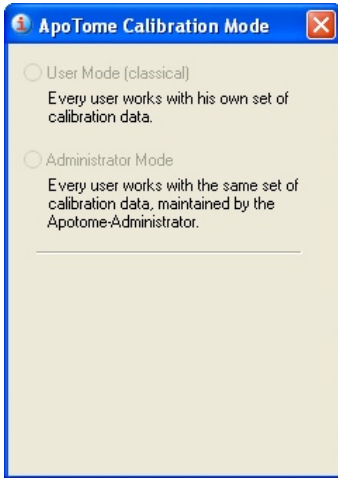 ApoTome Calibration Mode
User Mode (classical)
Every user works with his own set of
calibration data.
Administrator Mode
Every user works with the same set of
calibration data, maintained by the
Apotome-Administrator.